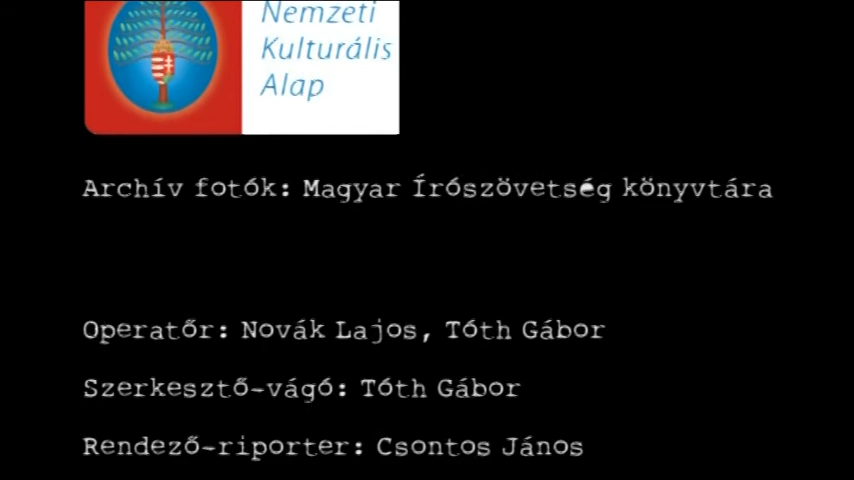 Nemzeti
Kulturális
Alap
Archív fotók: Magyar Írószövetség könyvtára
Operatőr: Novák Lajos, Tóth Gábor
Szerkesztő-vágó: Tóth Gábor
Rendező-riporter: Csontos János